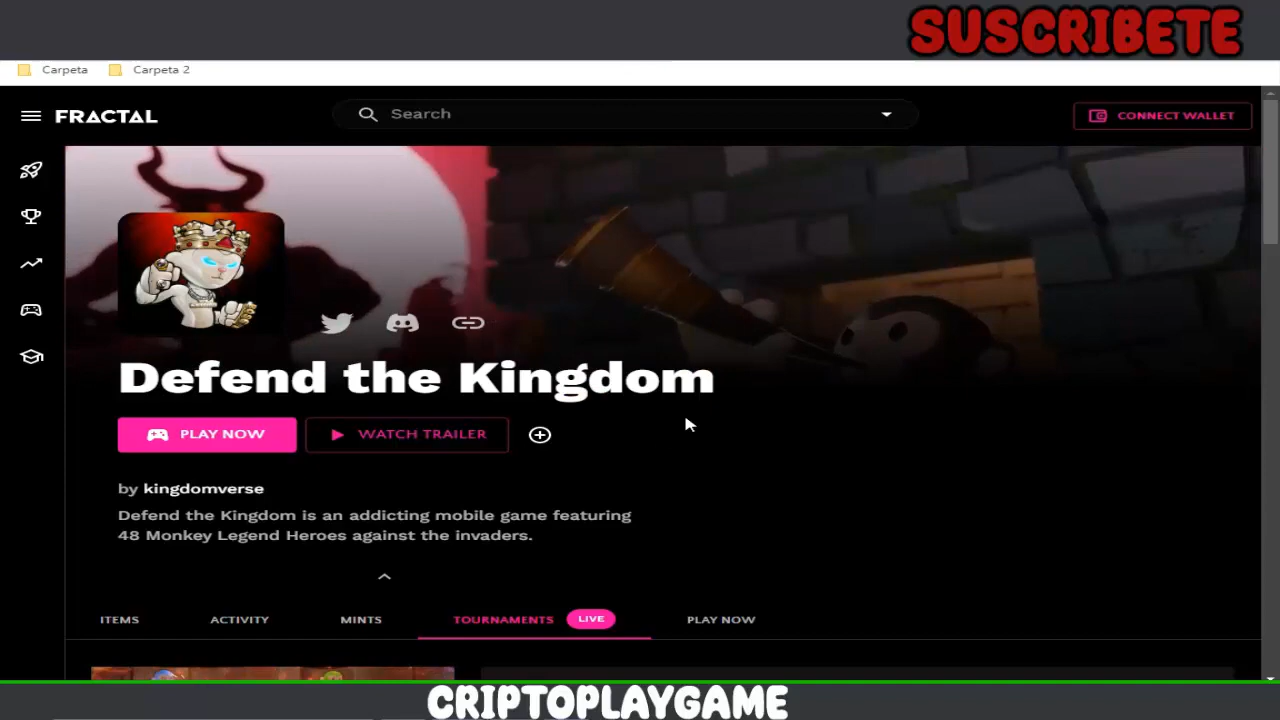 SUSCRIBETE
Carpeta Carpeta 2
FRACTAL Search CONNECT WALLET
Defend the Kingdom
PLAY NOW WATCH TRAILER
by kingdomverse
Defend the Kingdom is an addicting mobile game featuring
48 Monkey Legend Heroes against the invaders.
ITEMS ACTIVITY MINTS TOURNAMENTS LIVE PLAY NOW
CRIPTOPLAYGAME